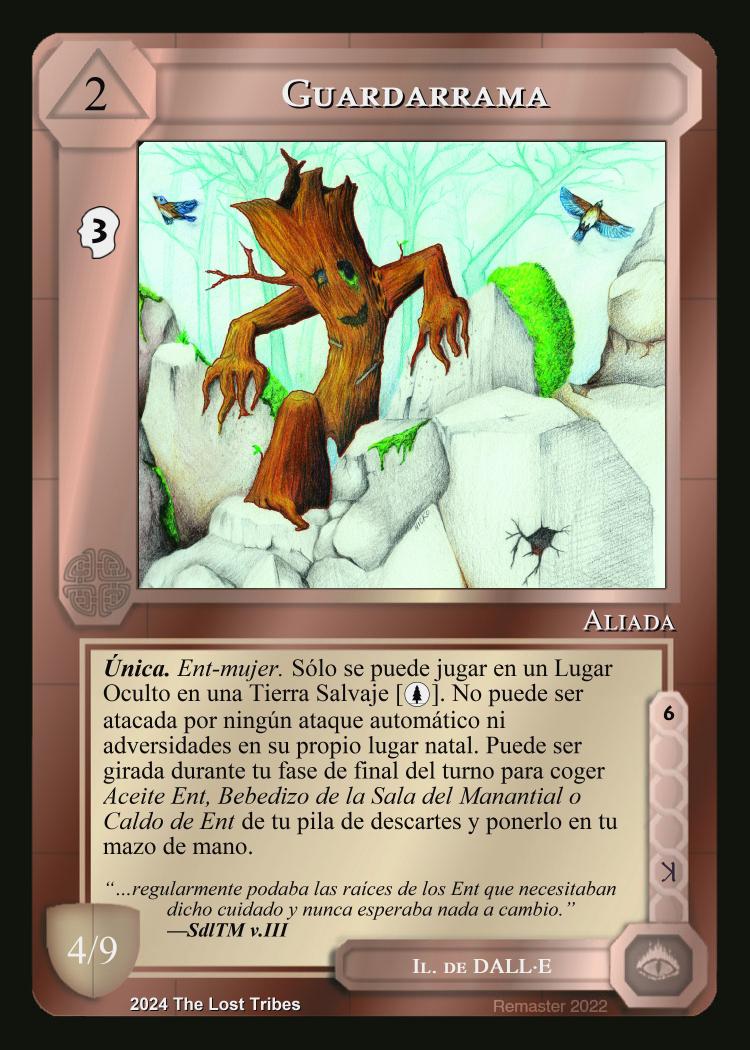 2
Guardarrama
3
Aliada
Única. Ent-mujer. Sólo se puede jugar en un Lugar
Oculto en una Tierra Salvaje [ ]. No puede ser
atacada por ningún ataque automático ni
adversidades en su propio lugar natal. Puede ser
girada durante tu fase de final del turno para coger
Aceite Ent, Bebedizo de la Sala del Manantial o
Caldo de Ent de tu pila de descartes y ponerlo en tu
mazo de mano.
6
“...regularmente podaba las raíces de los Ent que necesitaban
dicho cuidado y nunca esperaba nada a cambio.”
—SdlTM v.III
4/9
Il. de DALL·E
2024 The Lost Tribes
Remaster 2022